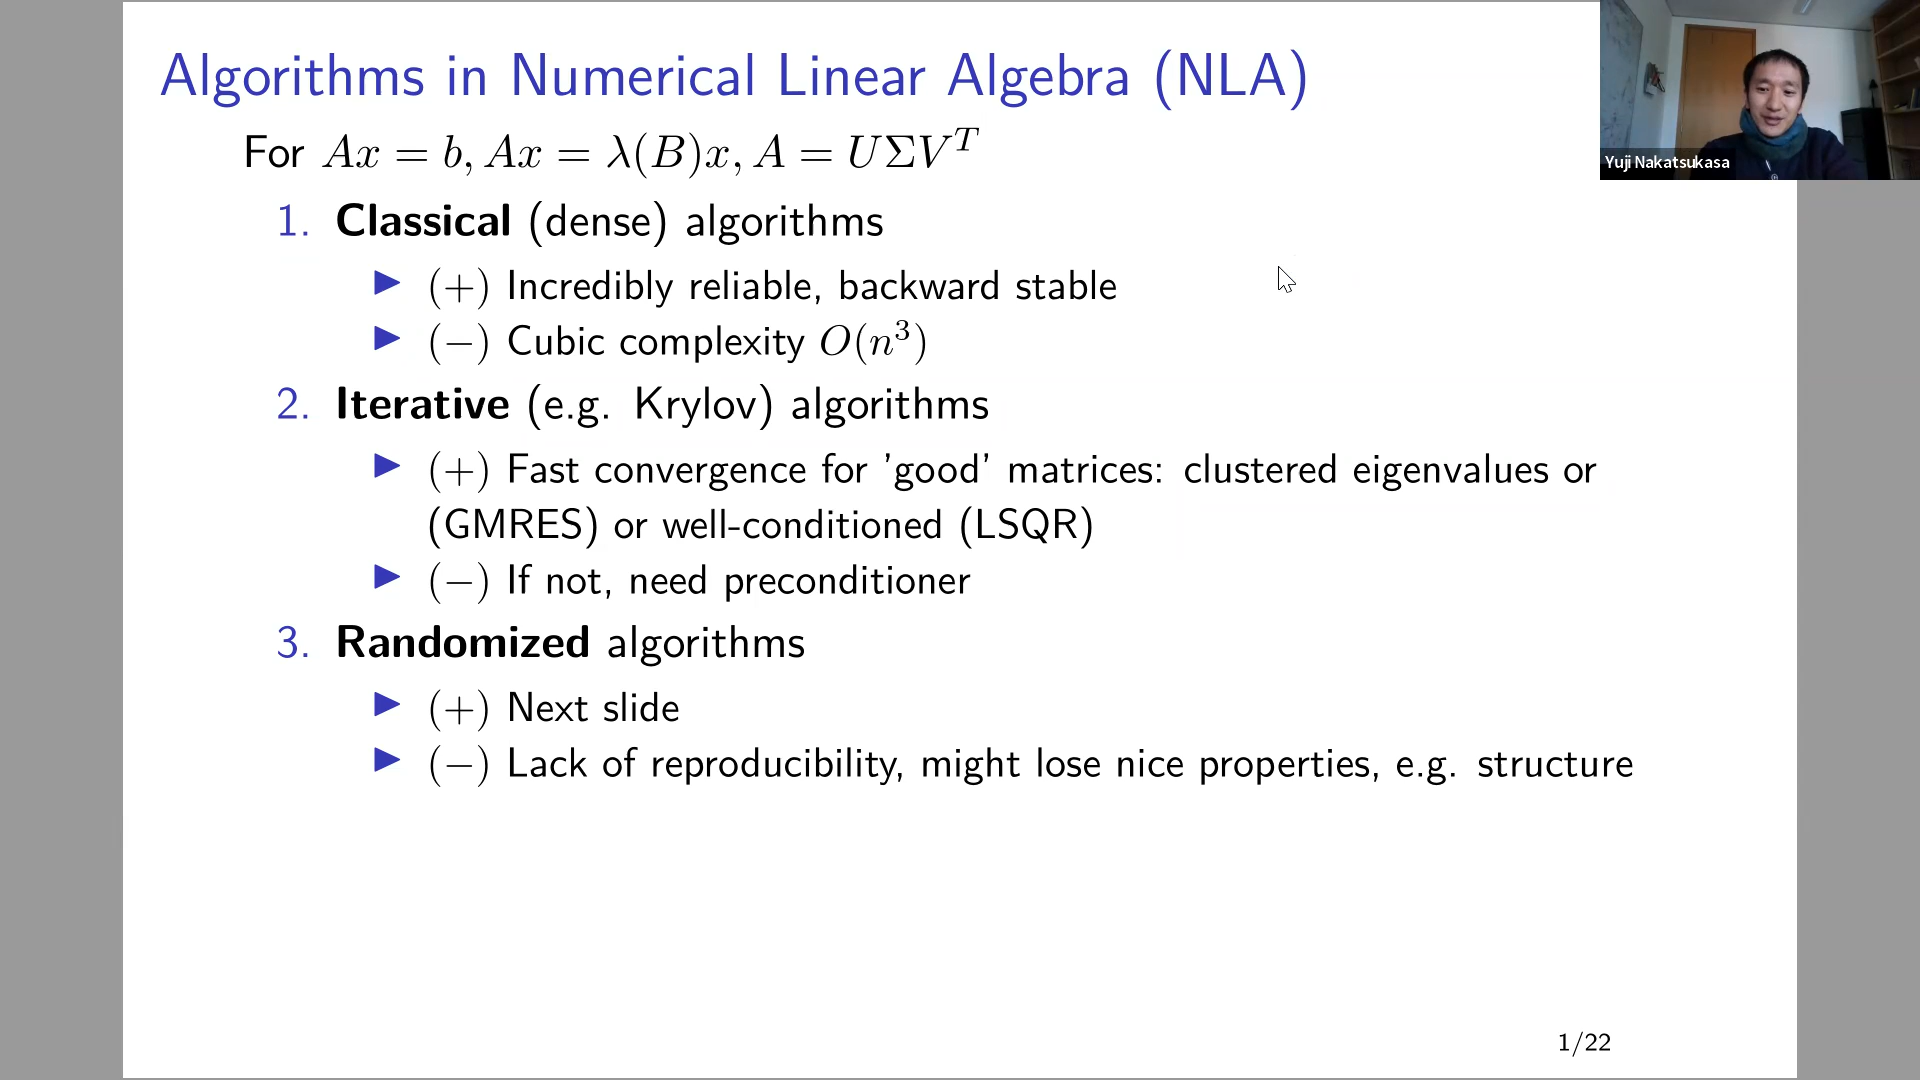 Algorithms in Numerical Linear Algebra (NLA)
Yuji Nakatsukasa
For Ax = b, Ax = λ(B)x, A = UΣV^T
1. Classical (dense) algorithms
▶ (+) Incredibly reliable, backward stable
▶ (−) Cubic complexity O(n³)
2. Iterative (e.g. Krylov) algorithms
▶ (+) Fast convergence for 'good' matrices: clustered eigenvalues or
(GMRES) or well-conditioned (LSQR)
▶ (−) If not, need preconditioner
3. Randomized algorithms
▶ (+) Next slide
▶ (−) Lack of reproducibility, might lose nice properties, e.g. structure
1/22